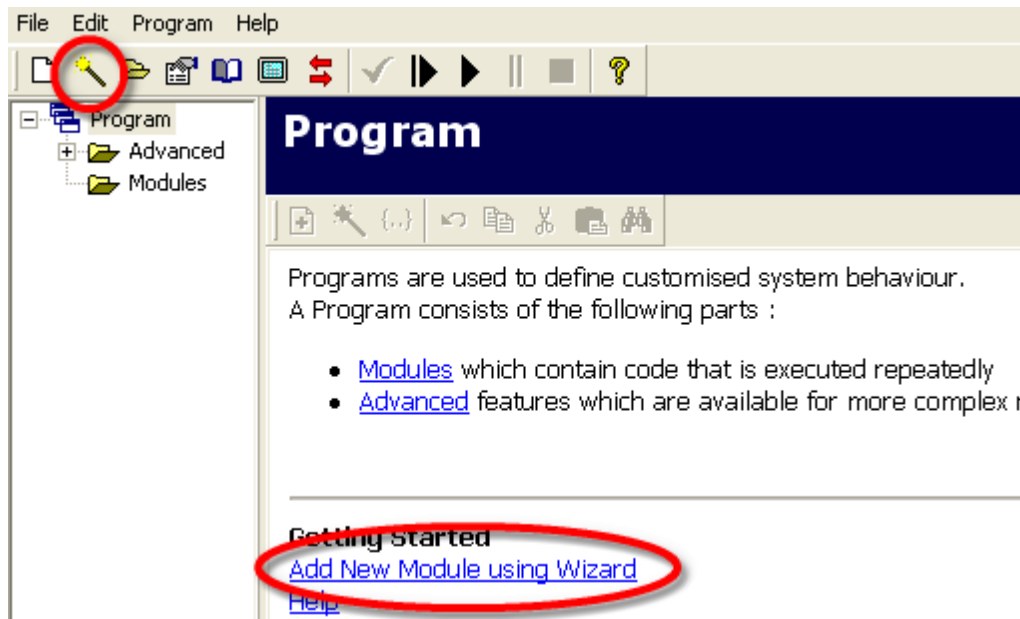 File Edit Program Help
Program
Advanced
Modules
Program
Programs are used to define customised system behaviour.
A Program consists of the following parts :
Modules which contain code that is executed repeatedly
Advanced features which are available for more complex
Getting Started
Add New Module using Wizard
Help